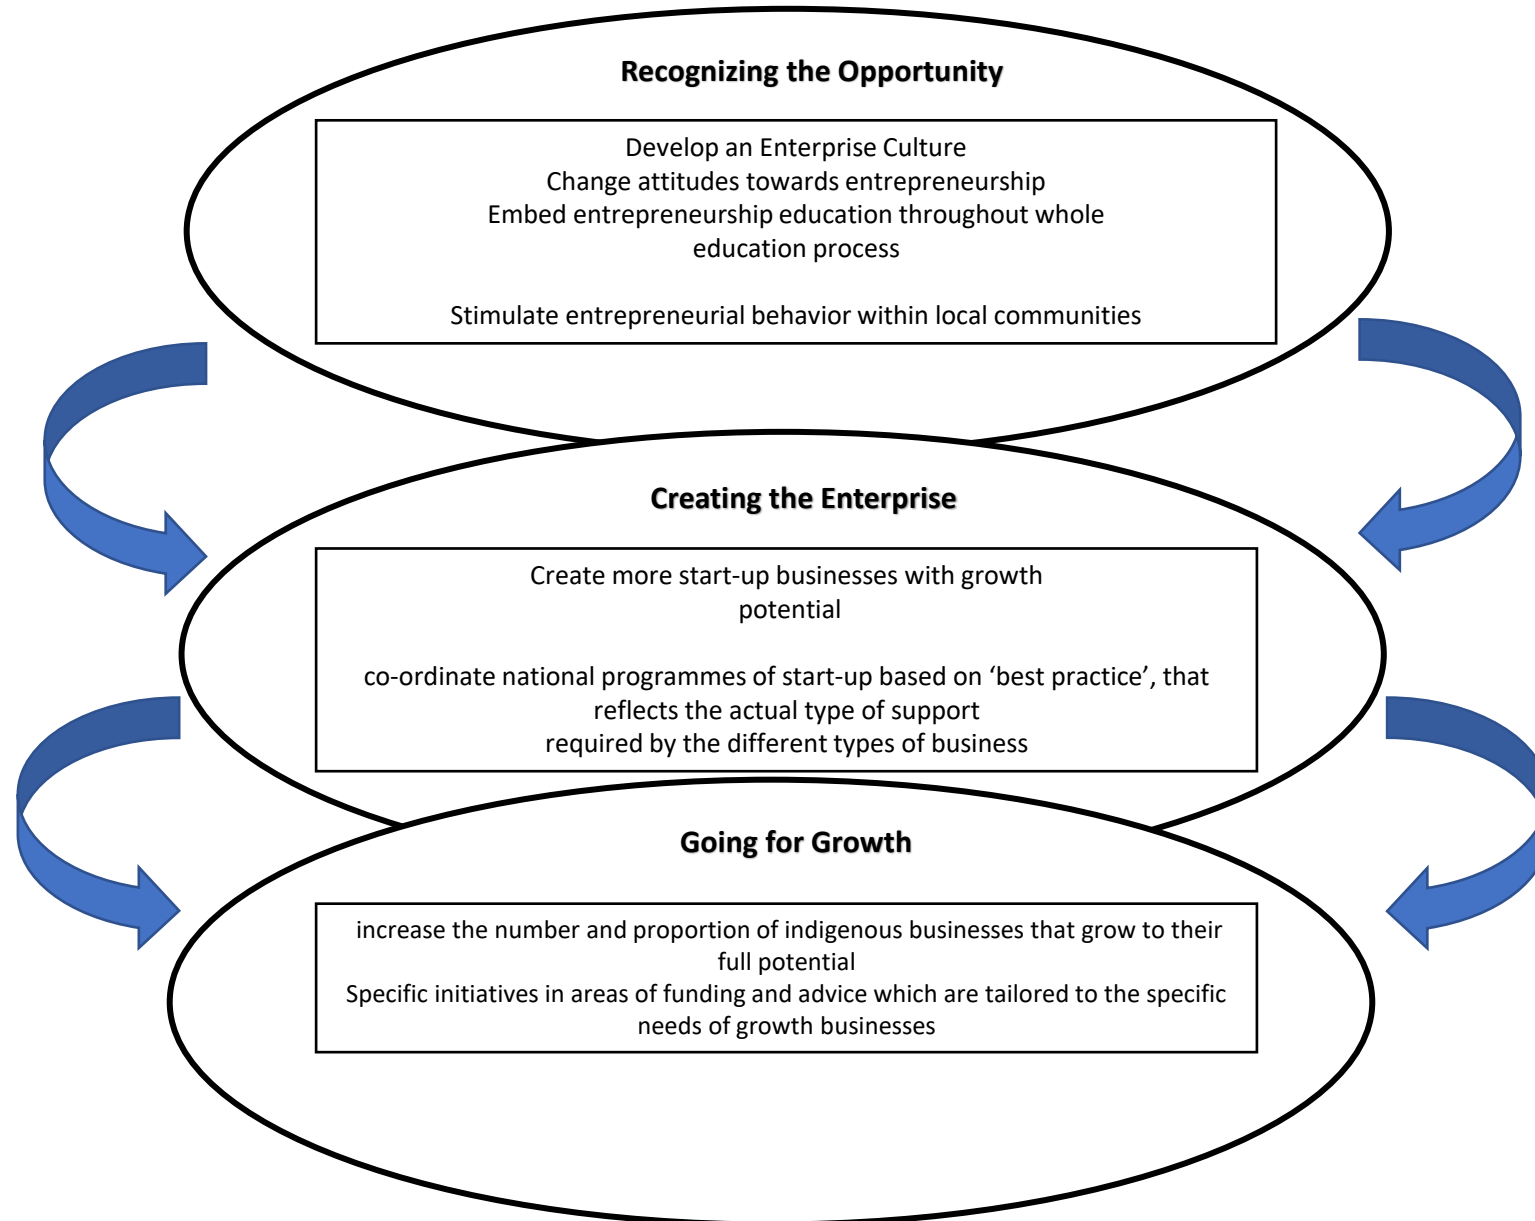 Recognizing the Opportunity
Develop an Enterprise Culture
Change attitudes towards entrepreneurship
Embed entrepreneurship education throughout whole
education process
Stimulate entrepreneurial behavior within local communities
Creating the Enterprise
Create more start-up businesses with growth
potential
co-ordinate national programmes of start-up based on ‘best practice’, that
reflects the actual type of support
required by the different types of business
Going for Growth
increase the number and proportion of indigenous businesses that grow to their
full potential
Specific initiatives in areas of funding and advice which are tailored to the specific
needs of growth businesses